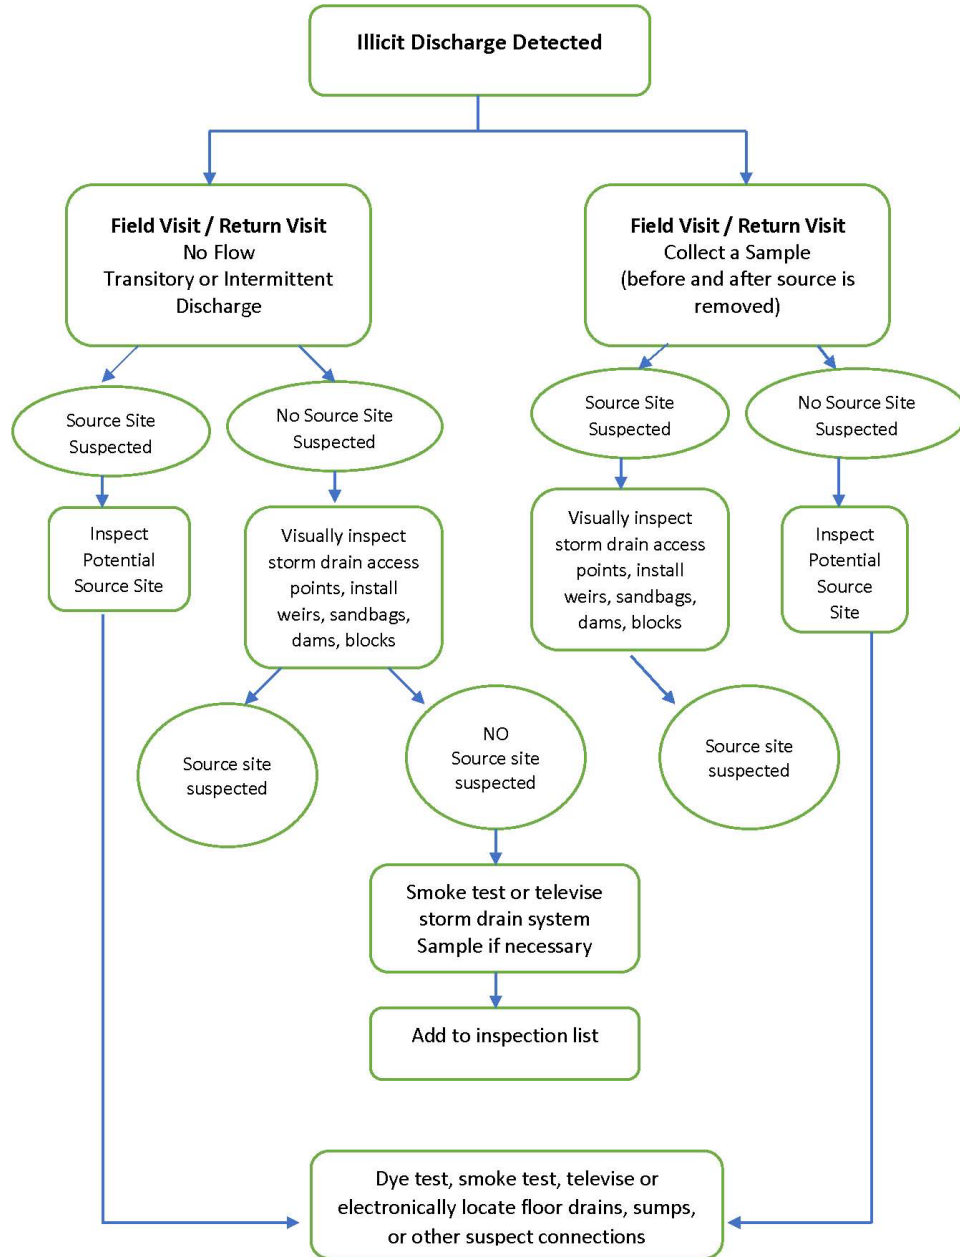 Illicit Discharge Detected
Field Visit / Return Visit
No Flow
Transitory or Intermittent
Discharge
Field Visit / Return Visit
Collect a Sample
(before and after source is
removed)
Source Site
Suspected
No Source Site
Suspected
Source Site
Suspected
No Source Site
Suspected
Inspect
Potential
Source Site
Visually inspect
storm drain access
points, install
weirs, sandbags,
dams, blocks
Visually inspect
storm drain access
points, install
weirs, sandbags,
dams, blocks
Inspect
Potential
Source
Site
Source site
suspected
NO
Source site
suspected
Source site
suspected
Smoke test or televise
storm drain system
Sample if necessary
Add to inspection list
Dye test, smoke test, televise or
electronically locate floor drains, sumps,
or other suspect connections